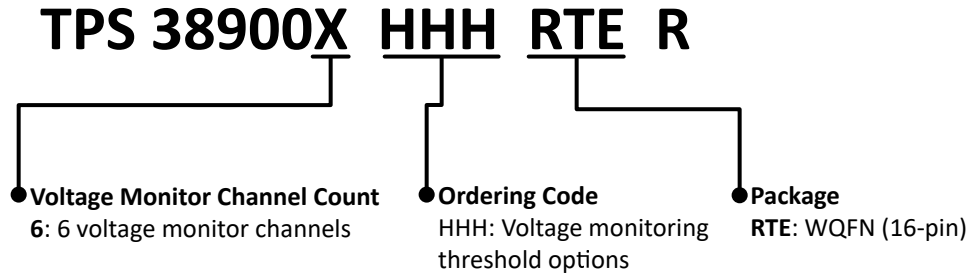 TPS 38900X HHH RTE R
Voltage Monitor Channel Count
6: 6 voltage monitor channels
Ordering Code
HHH: Voltage monitoring
threshold options
Package
RTE: WQFN (16-pin)